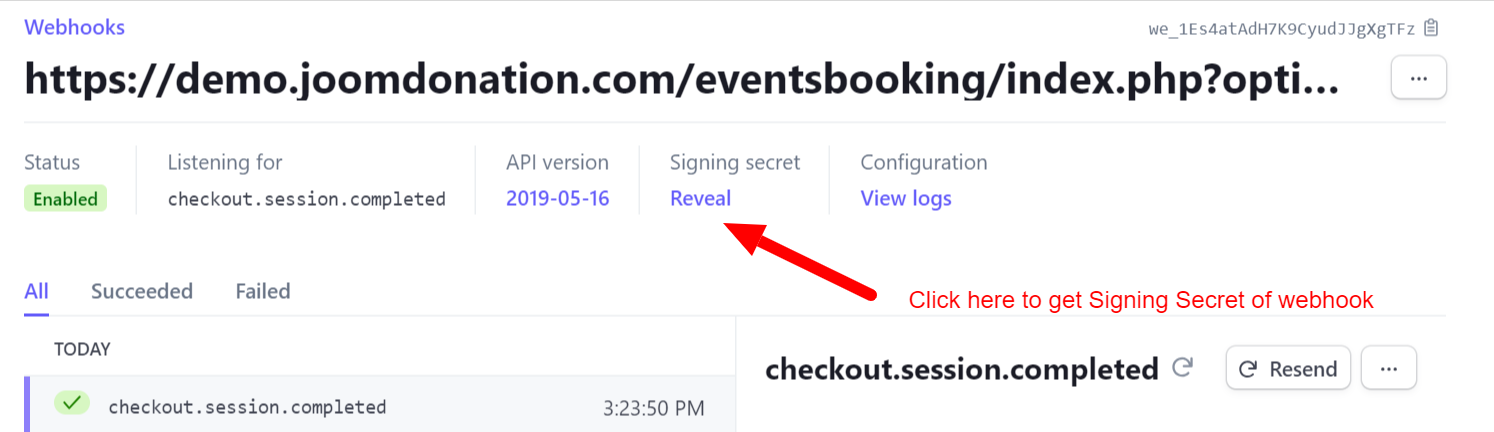 Webhooks
we_1Es4atAdH7K9CyudJJgXgTFz
https://demo.joomdonation.com/eventsbooking/index.php?opti...
Status
Listening for
API version
Signing secret
Configuration
Enabled
checkout.session.completed
2019-05-16
Reveal
View logs
All
Succeeded
Failed
Click here to get Signing Secret of webhook
TODAY
checkout.session.completed
Resend
checkout.session.completed
3:23:50 PM